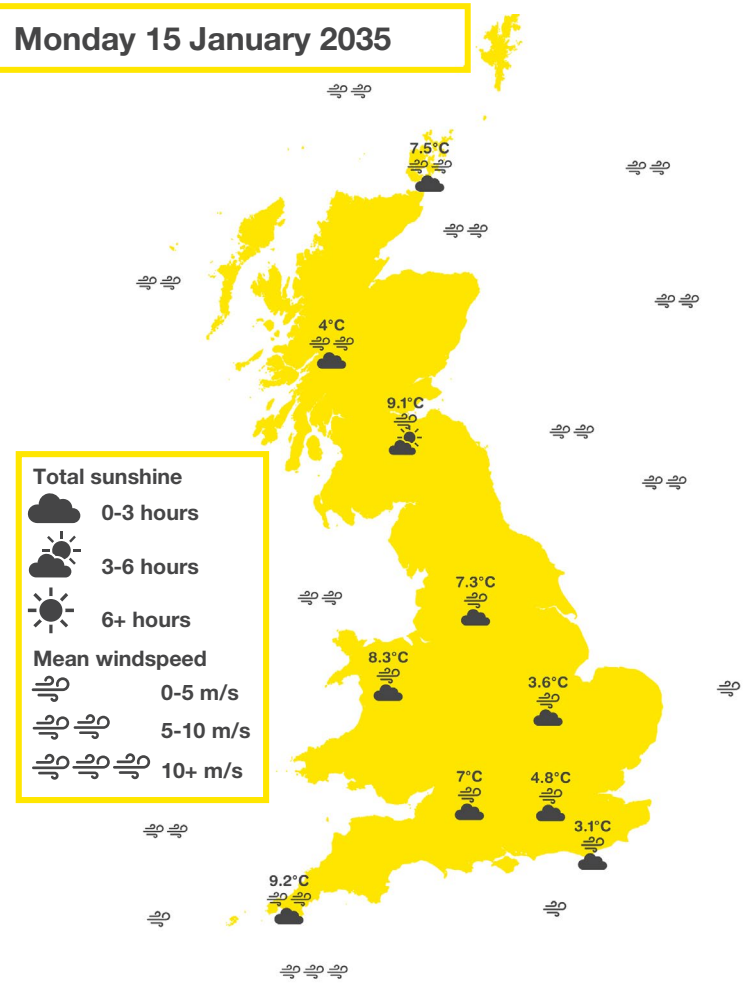 Monday 15 January 2035
7.5°C
4°C
9.1°C
Total sunshine
0-3 hours
3-6 hours
6+ hours
Mean windspeed
0-5 m/s
5-10 m/s
10+ m/s
7.3°C
8.3°C
3.6°C
7°C
4.8°C
3.1°C
9.2°C